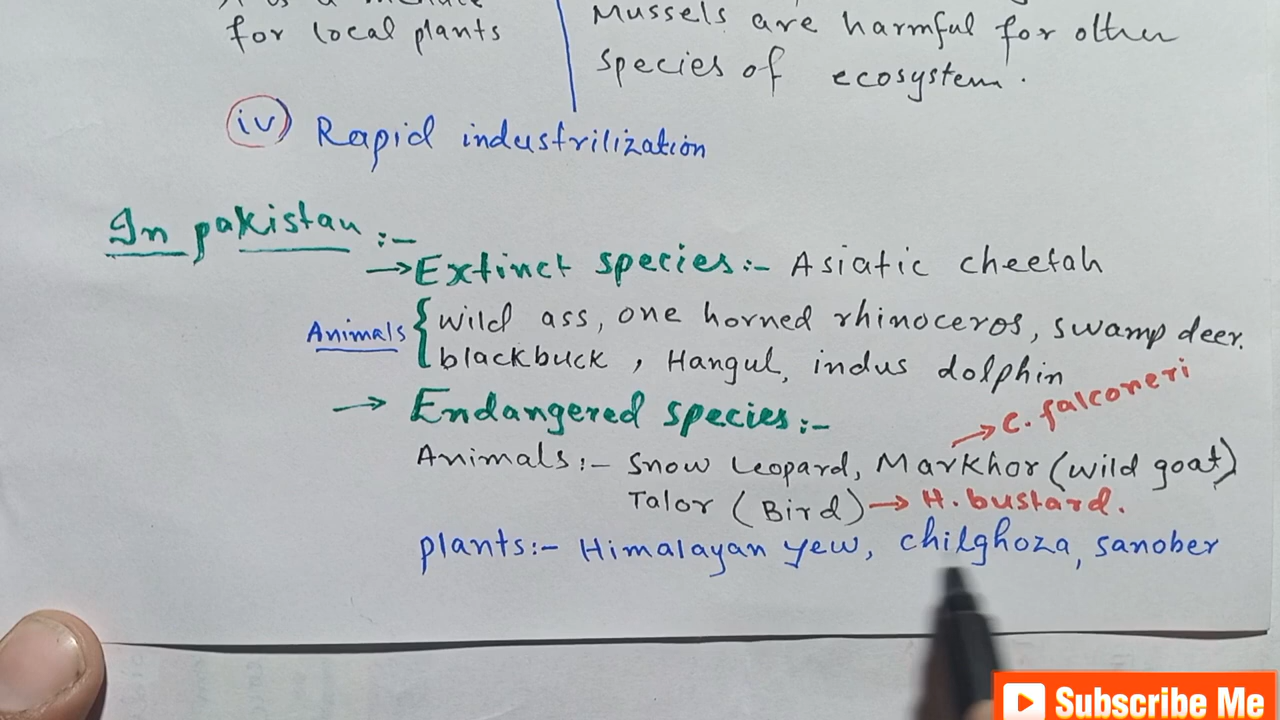 for local plants
Mussels are harmful for other
species of ecosystem.
(iv) Rapid industrilization
In pakistan :-
→ Extinct species:- Asiatic cheetah
Animals { wild ass, one horned rhinoceros, swamp deer.
blackbuck, Hangul, indus dolphin
→ Endangered species:-
→ C. falconeri
Animals:- Snow Leopard, Markhor (wild goat)
Talor (Bird) → H. bustard.
plants:- Himalayan yew, chilghoza, sanober
Subscribe Me